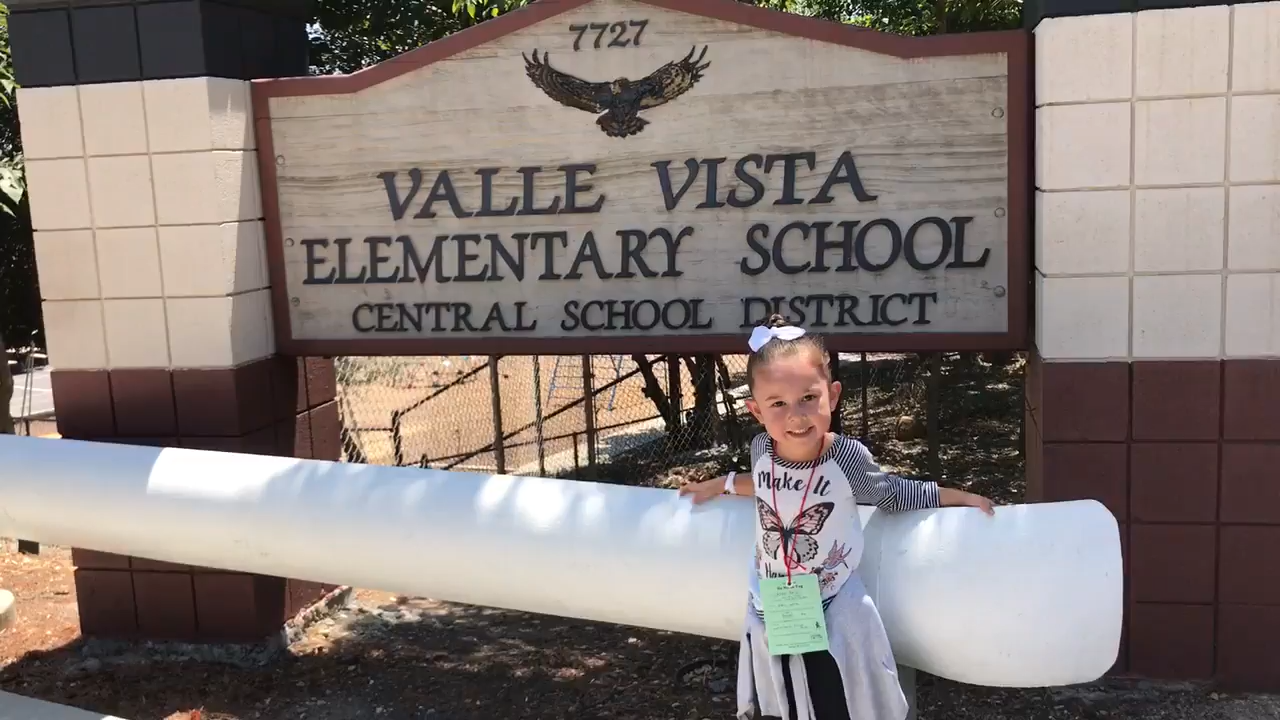 7727
VALLE VISTA
ELEMENTARY SCHOOL
CENTRAL SCHOOL DISTRICT
Make It